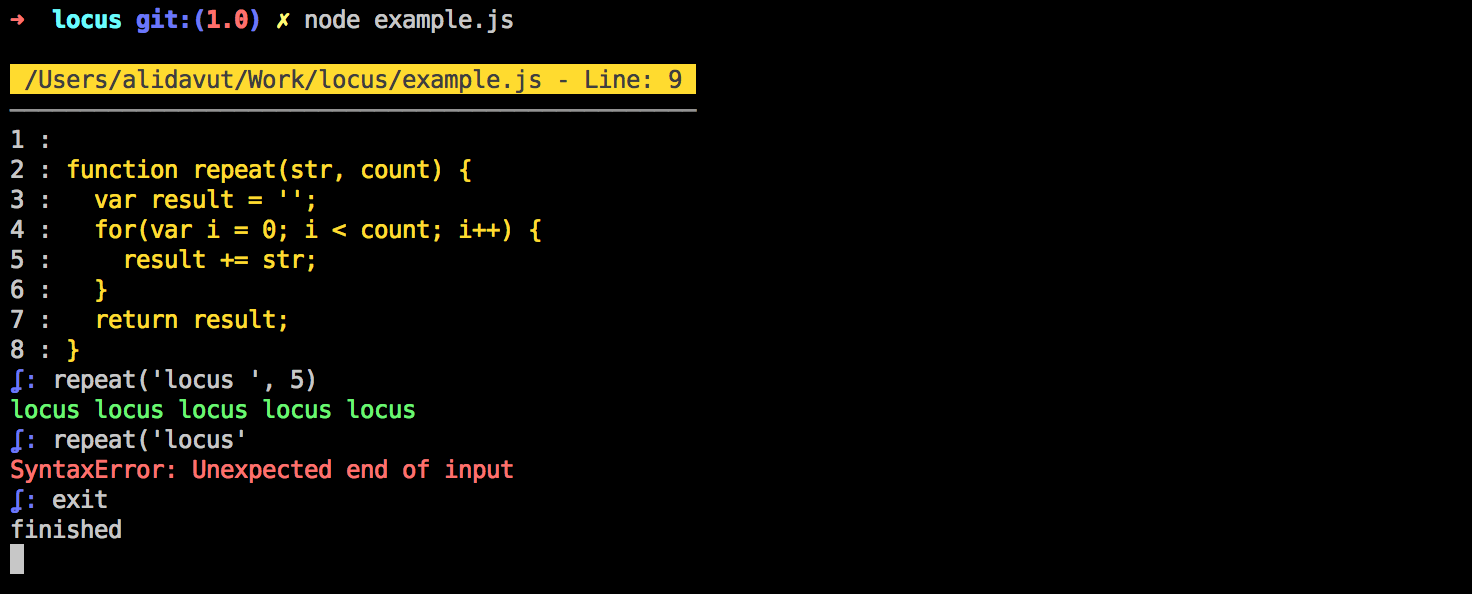 ➜  locus git:(1.0) ✗ node example.js
/Users/alidavut/Work/locus/example.js - Line: 9
1 :
2 : function repeat(str, count) {
3 :   var result = '';
4 :   for(var i = 0; i < count; i++) {
5 :     result += str;
6 :   }
7 :   return result;
8 : }
ʆ: repeat('locus ', 5)
locus locus locus locus locus
ʆ: repeat('locus'
SyntaxError: Unexpected end of input
ʆ: exit
finished